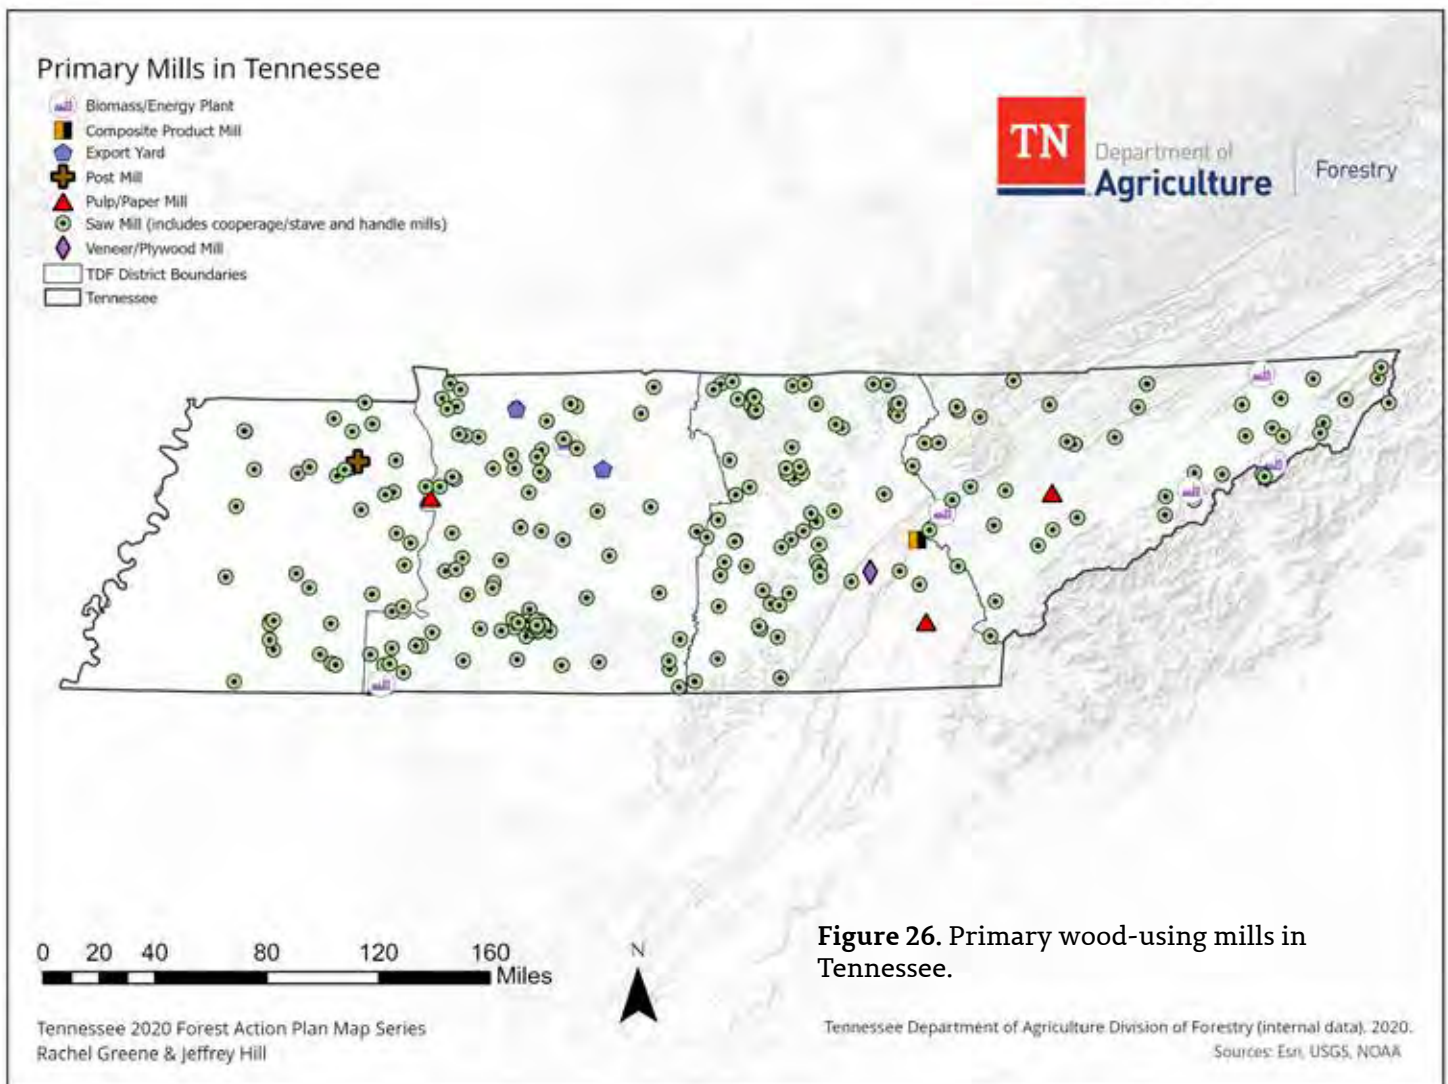 Primary Mills in Tennessee
Biomass/Energy Plant
Composite Product Mill
Export Yard
Post Mill
Pulp/Paper Mill
Saw Mill (includes cooperage/stave and handle mills)
Veneer/Plywood Mill
TDF District Boundaries
Tennessee
TN
Department of
Agriculture
Forestry
Figure 26. Primary wood-using mills in
Tennessee.
0 20 40 80 120 160
Miles
N
Tennessee 2020 Forest Action Plan Map Series
Rachel Greene & Jeffrey Hill
Tennessee Department of Agriculture Division of Forestry (internal data). 2020.
Sources: Esri, USGS, NOAA